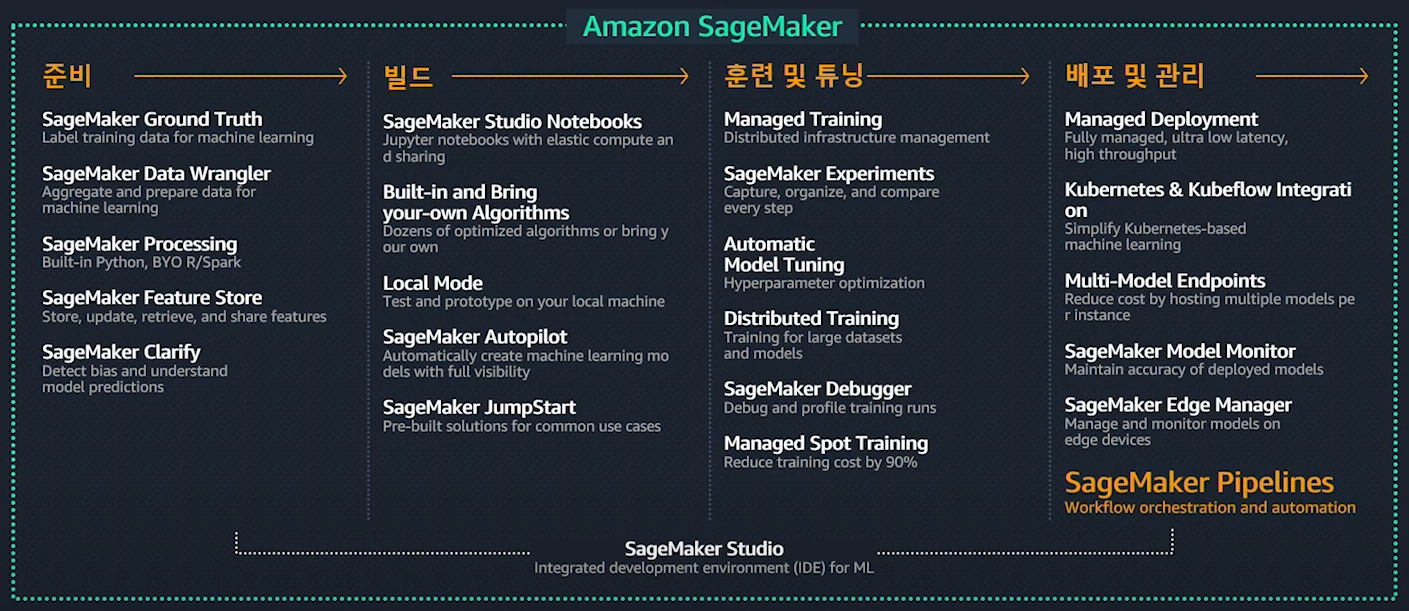 Amazon SageMaker
준비
SageMaker Ground Truth
Label training data for machine learning
SageMaker Data Wrangler
Aggregate and prepare data for
machine learning
SageMaker Processing
Built-in Python, BYO R/Spark
SageMaker Feature Store
Store, update, retrieve, and share features
SageMaker Clarify
Detect bias and understand
model predictions
빌드
SageMaker Studio Notebooks
Jupyter notebooks with elastic compute an
d sharing
Built-in and Bring
your-own Algorithms
Dozens of optimized algorithms or bring y
our own
Local Mode
Test and prototype on your local machine
SageMaker Autopilot
Automatically create machine learning mo
dels with full visibility
SageMaker JumpStart
Pre-built solutions for common use cases
훈련 및 튜닝
Managed Training
Distributed infrastructure management
SageMaker Experiments
Capture, organize, and compare
every step
Automatic
Model Tuning
Hyperparameter optimization
Distributed Training
Training for large datasets
and models
SageMaker Debugger
Debug and profile training runs
Managed Spot Training
Reduce training cost by 90%
배포 및 관리
Managed Deployment
Fully managed, ultra low latency,
high throughput
Kubernetes & Kubeflow Integrati
on
Simplify Kubernetes-based
machine learning
Multi-Model Endpoints
Reduce cost by hosting multiple models pe
r instance
SageMaker Model Monitor
Maintain accuracy of deployed models
SageMaker Edge Manager
Manage and monitor models on
edge devices
SageMaker Pipelines
Workflow orchestration and automation
SageMaker Studio
Integrated development environment (IDE) for ML